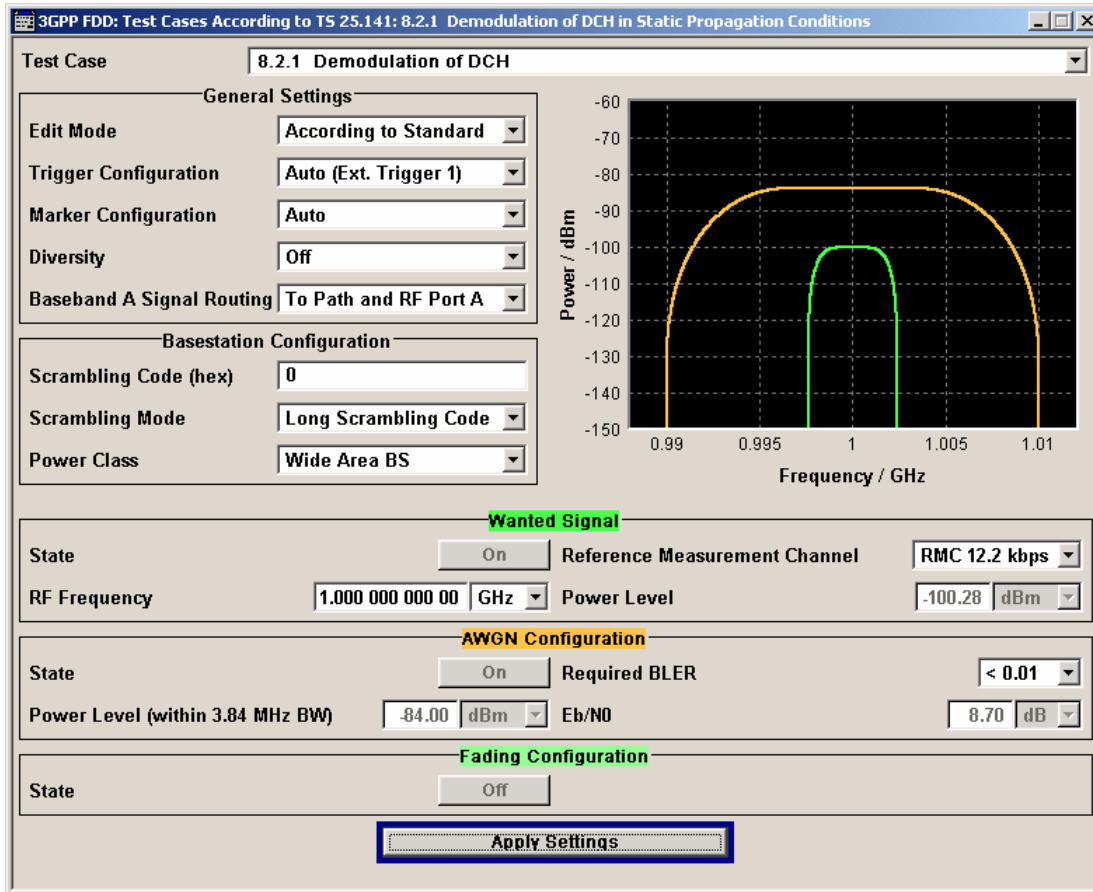 3GPP FDD: Test Cases According to TS 25.141: 8.2.1 Demodulation of DCH in Static Propagation Conditions
Test Case 8.2.1 Demodulation of DCH
General Settings
Edit Mode According to Standard
Trigger Configuration Auto (Ext. Trigger 1)
Marker Configuration Auto
Diversity Off
Baseband A Signal Routing To Path and RF Port A
Basestation Configuration
Scrambling Code (hex) 0
Scrambling Mode Long Scrambling Code
Power Class Wide Area BS
Power / dBm
-60
-70
-80
-90
-100
-110
-120
-130
-140
-150
0.99 0.995 1 1.005 1.01
Frequency / GHz
Wanted Signal
State On Reference Measurement Channel RMC 12.2 kbps
RF Frequency 1.000 000 000 00 GHz Power Level -100.28 dBm
AWGN Configuration
State On Required BLER < 0.01
Power Level (within 3.84 MHz BW) -84.00 dBm Eb/N0 8.70 dB
Fading Configuration
State Off
Apply Settings